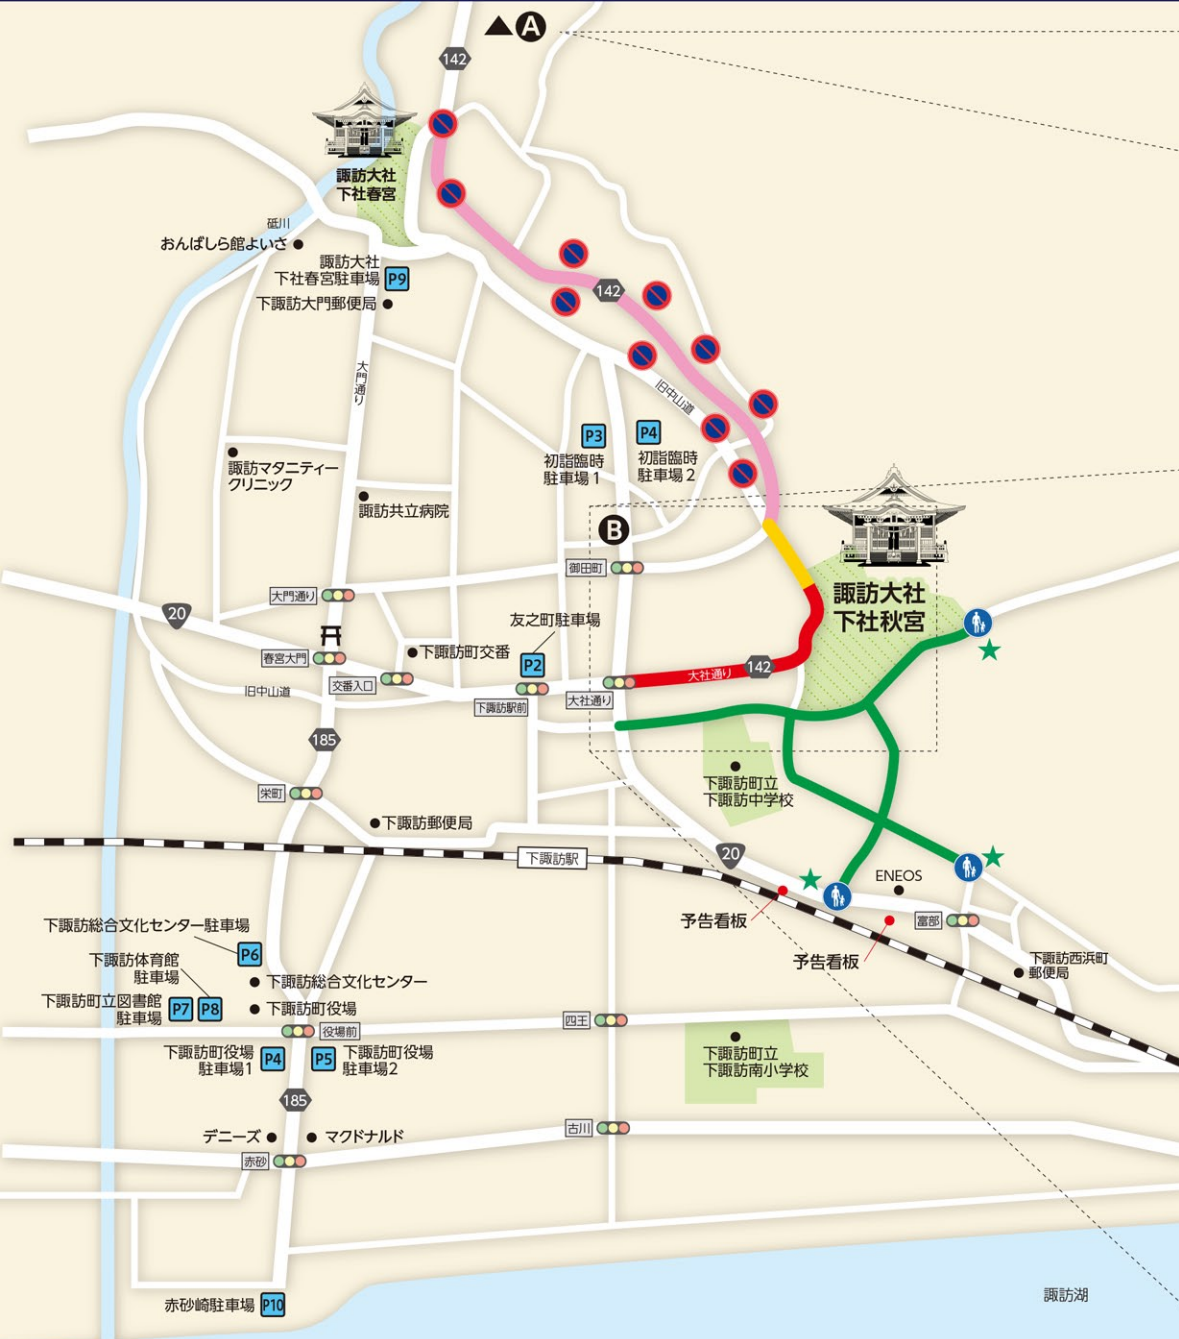 A
142
諏訪大社
下社春宮
砥川
おんばしら館よいさ
諏訪大社
下社春宮駐車場
P9
下諏訪大門郵便局
142
大門通り
旧中山道
P3
P4
初詣臨時
駐車場1
初詣臨時
駐車場2
諏訪マタニティー
クリニック
諏訪共立病院
B
御田町
大門通り
20
諏訪大社
下社秋宮
友之町駐車場
春宮大門
下諏訪町交番
P2
交番入口
旧中山道
下諏訪駅前
大社通り
大社通り
142
185
下諏訪町立
下諏訪中学校
栄町
下諏訪郵便局
下諏訪駅
20
ENEOS
予告看板
富部
予告看板
下諏訪西浜町
郵便局
下諏訪総合文化センター駐車場
P6
下諏訪体育館
駐車場
下諏訪総合文化センター
下諏訪町立図書館
駐車場
P7
P8
下諏訪町役場
役場前
四王
下諏訪町役場
駐車場1
P4
P5
下諏訪町役場
駐車場2
下諏訪町立
下諏訪南小学校
185
デニーズ
マクドナルド
古川
赤砂
赤砂崎駐車場
P10
諏訪湖